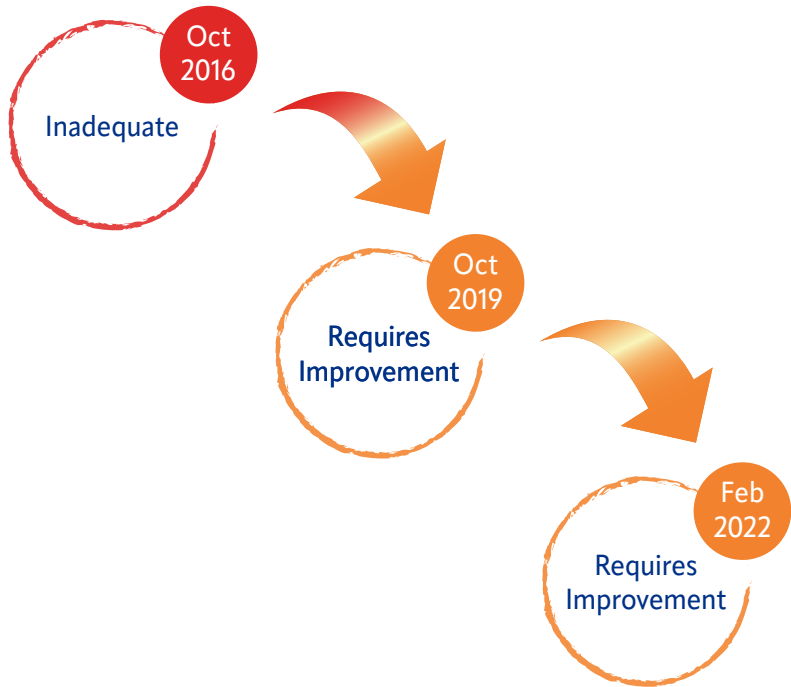 Oct
2016
Inadequate
Oct
2019
Requires
Improvement
Feb
2022
Requires
Improvement